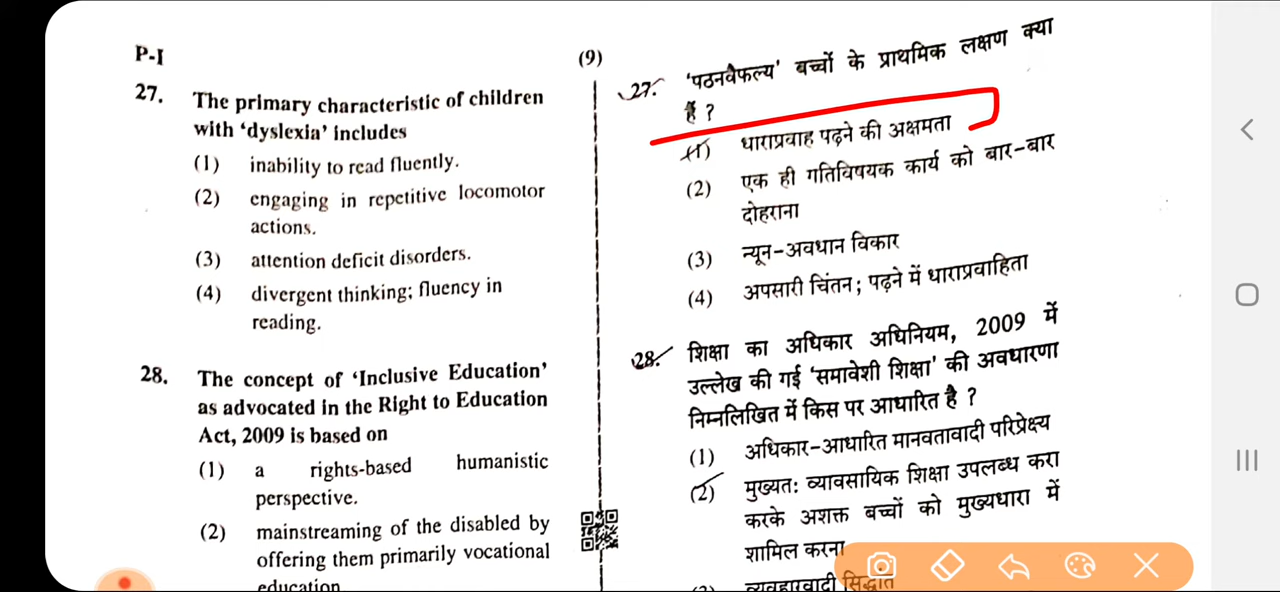 P-I
(9)
27. The primary characteristic of children
with ‘dyslexia’ includes
(1) inability to read fluently.
(2) engaging in repetitive locomotor
actions.
(3) attention deficit disorders.
(4) divergent thinking; fluency in
reading.
28. The concept of ‘Inclusive Education’
as advocated in the Right to Education
Act, 2009 is based on
(1) a rights-based humanistic
perspective.
(2) mainstreaming of the disabled by
offering them primarily vocational
education
27. ‘पठनवैफल्य’ बच्चों के प्राथमिक लक्षण क्या
हैं ?
(1) धाराप्रवाह पढ़ने की अक्षमता
(2) एक ही गतिविषयक कार्य को बार-बार
दोहराना
(3) न्यून-अवधान विकार
(4) अपसारी चिंतन; पढ़ने में धाराप्रवाहिता
28. शिक्षा का अधिकार अधिनियम, 2009 में
उल्लेख की गई ‘समावेशी शिक्षा’ की अवधारणा
निम्नलिखित में किस पर आधारित है ?
(1) अधिकार-आधारित मानवतावादी परिप्रेक्ष्य
(2) मुख्यतः व्यावसायिक शिक्षा उपलब्ध करा
करके अशक्त बच्चों को मुख्यधारा में
शामिल करना
व्यवहारवादी सिद्धांत